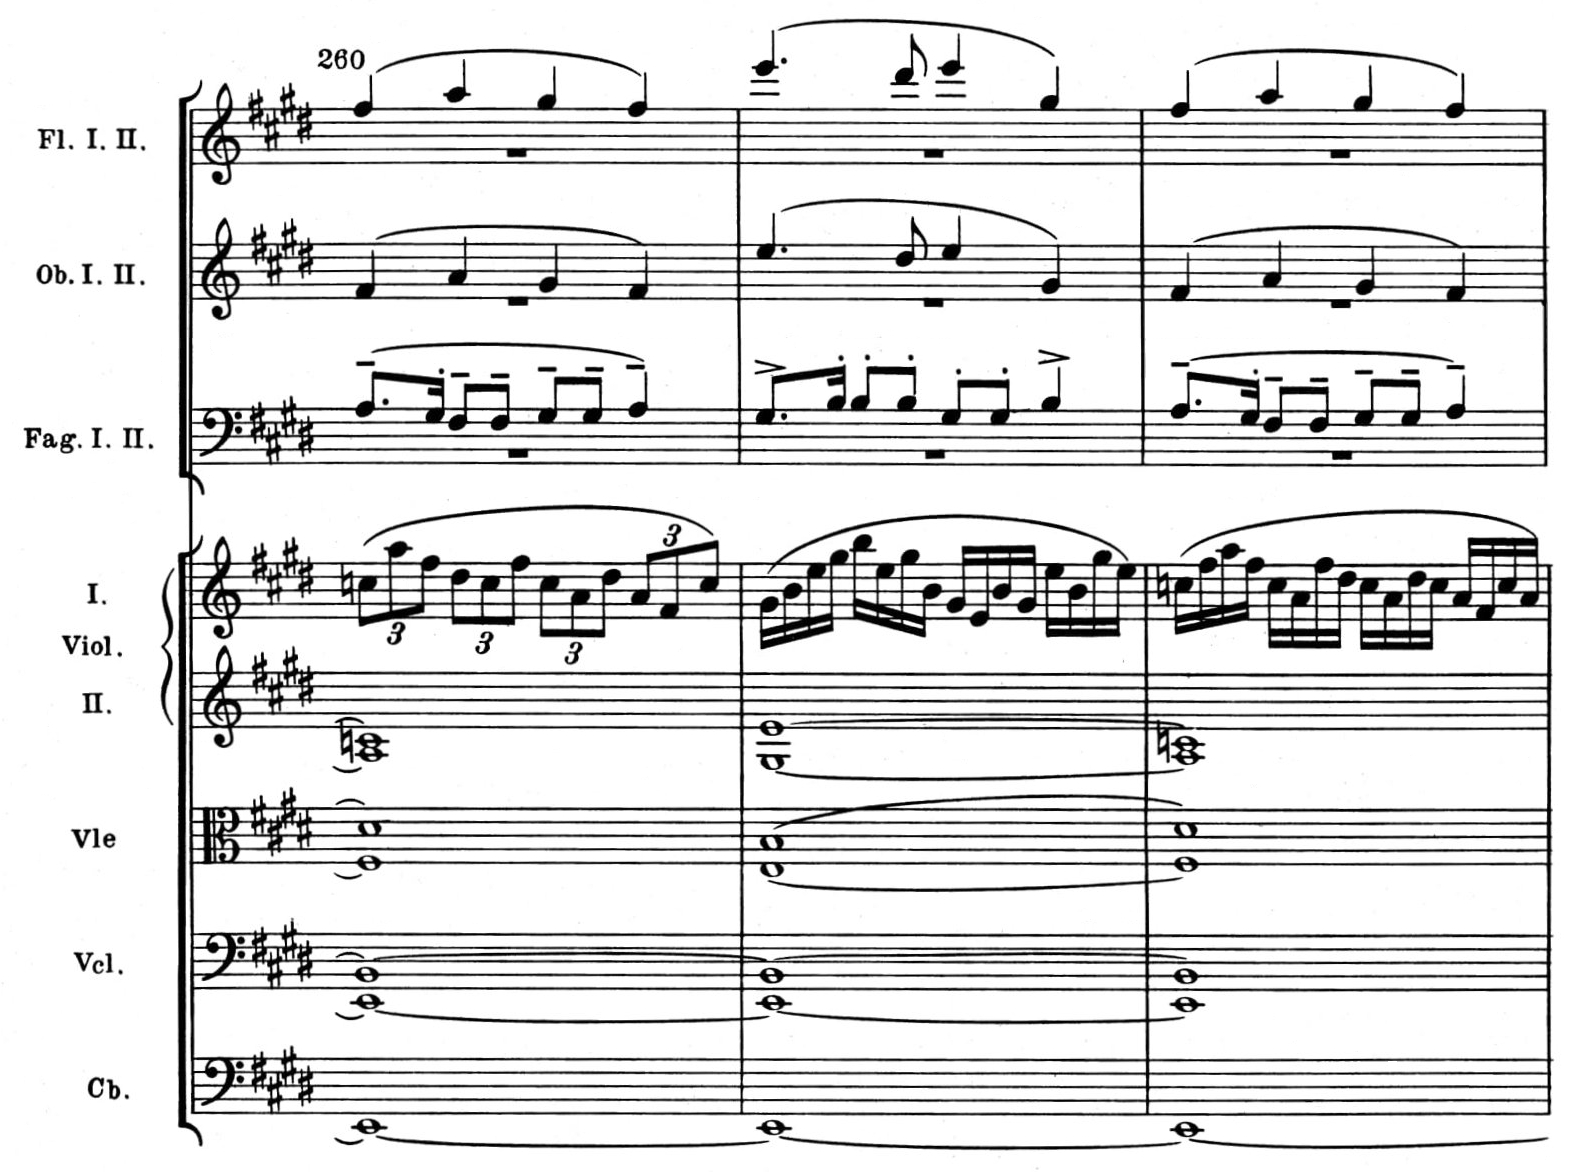 260
Fl. I. II.
Ob. I. II.
Fag. I. II.
3
I.
3
3
3
Viol.
II.
Vle
Vcl.
Cb.